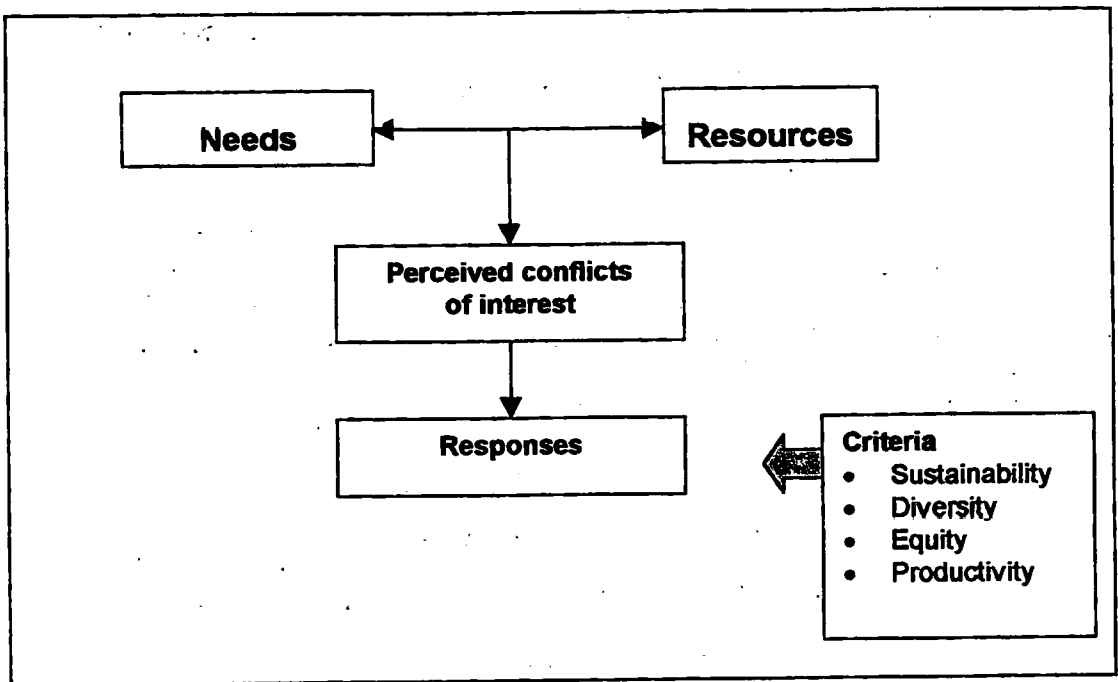 Needs
Resources
Perceived conflicts
of interest
Responses
Criteria
• Sustainability
• Diversity
• Equity
• Productivity